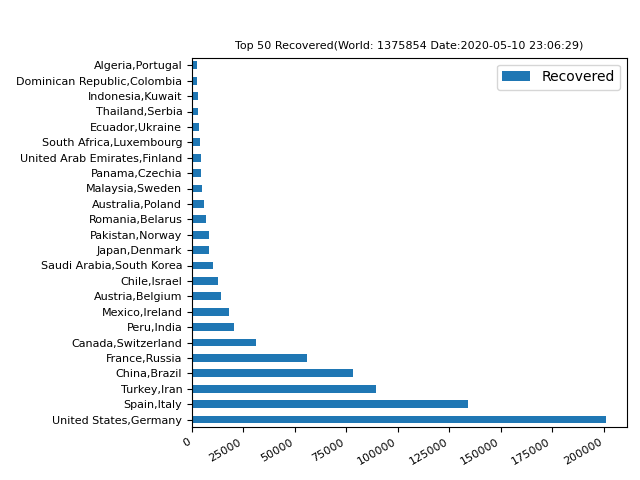 Top 50 Recovered(World: 1375854 Date:2020-05-10 23:06:29)
Recovered
Algeria,Portugal
Dominican Republic,Colombia
Indonesia,Kuwait
Thailand,Serbia
Ecuador,Ukraine
South Africa,Luxembourg
United Arab Emirates,Finland
Panama,Czechia
Malaysia,Sweden
Australia,Poland
Romania,Belarus
Pakistan,Norway
Japan,Denmark
Saudi Arabia,South Korea
Chile,Israel
Austria,Belgium
Mexico,Ireland
Peru,India
Canada,Switzerland
France,Russia
China,Brazil
Turkey,Iran
Spain,Italy
United States,Germany
0 25000 50000 75000 100000 125000 150000 175000 200000